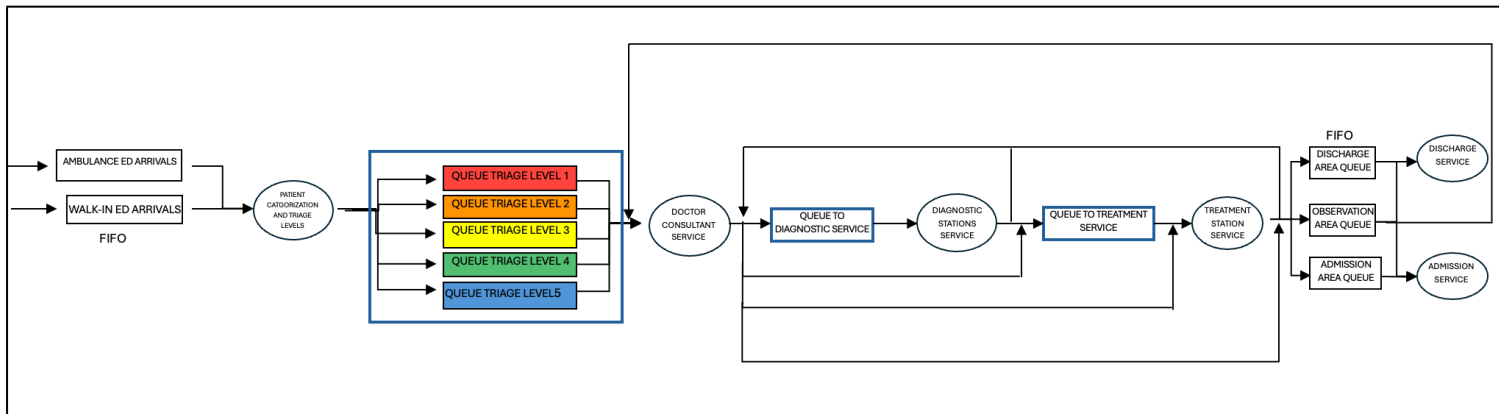 AMBULANCE ED ARRIVALS
WALK-IN ED ARRIVALS
FIFO
PATIENT
CATGORIZATION
AND TRIAGE
LEVELS
QUEUE TRIAGE LEVEL 1
QUEUE TRIAGE LEVEL 2
QUEUE TRIAGE LEVEL 3
QUEUE TRIAGE LEVEL 4
QUEUE TRIAGE LEVEL5
DOCTOR
CONSULTANT
SERVICE
QUEUE TO
DIAGNOSTIC SERVICE
DIAGNOSTIC
STATIONS SERVICE
QUEUE TO TREATMENT
SERVICE
TREATMENT
STATION SERVICE
FIFO
DISCHARGE
AREA QUEUE
OBSERVATION
AREA QUEUE
ADMISSION
AREA QUEUE
DISCHARGE
SERVICE
ADMISSION
SERVICE